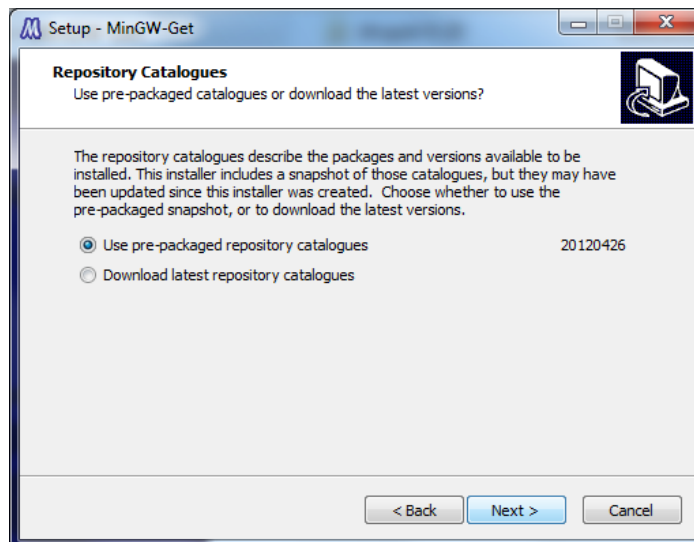 Setup - MinGW-Get
Repository Catalogues
Use pre-packaged catalogues or download the latest versions?
The repository catalogues describe the packages and versions available to be
installed. This installer includes a snapshot of those catalogues, but they may have
been updated since this installer was created.  Choose whether to use the
pre-packaged snapshot, or to download the latest versions.
Use pre-packaged repository catalogues 20120426
Download latest repository catalogues
< Back Next > Cancel